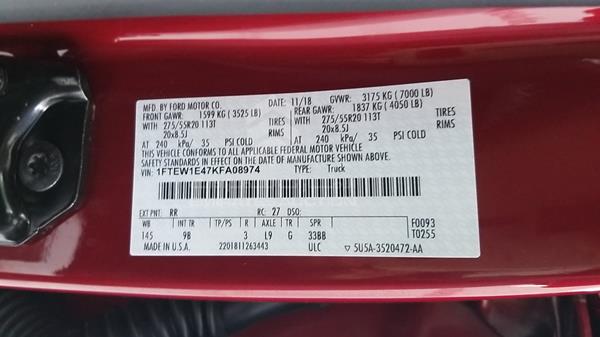 MFD. BY FORD MOTOR CO. DATE: 11/18 GVWR: 3175 KG ( 7000 LB)
FRONT GAWR: 1599 KG ( 3525 LB) REAR GAWR: 1837 KG ( 4050 LB)
WITH 275/55R20 113T TIRES WITH 275/55R20 113T TIRES
20x8.5J RIMS 20x8.5J RIMS
AT 240 kPa/ 35 PSI COLD AT 240 kPa/ 35 PSI COLD
THIS VEHICLE CONFORMS TO ALL APPLICABLE FEDERAL MOTOR VEHICLE
SAFETY STANDARDS IN EFFECT ON THE DATE OF MANUFACTURE SHOWN ABOVE.
VIN: 1FTEW1E47KFA08974 TYPE: Truck
EXT PNT: RR RC: 27 DSO: F0093
WB INT TR TP/PS R AXLE TR SPR T0255
145 9B 3 L9 G 33BB
MADE IN U.S.A. 2201811263443 ULC ▽5U5A-3520472-AA